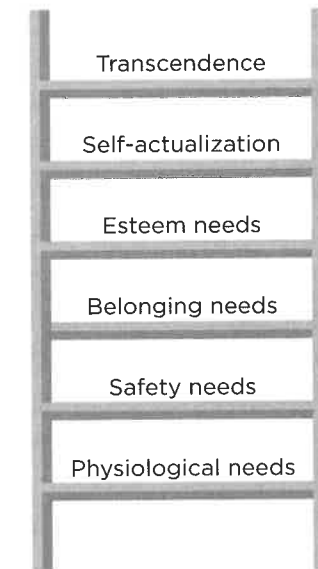 Transcendence
Self-actualization
Esteem needs
Belonging needs
Safety needs
Physiological needs